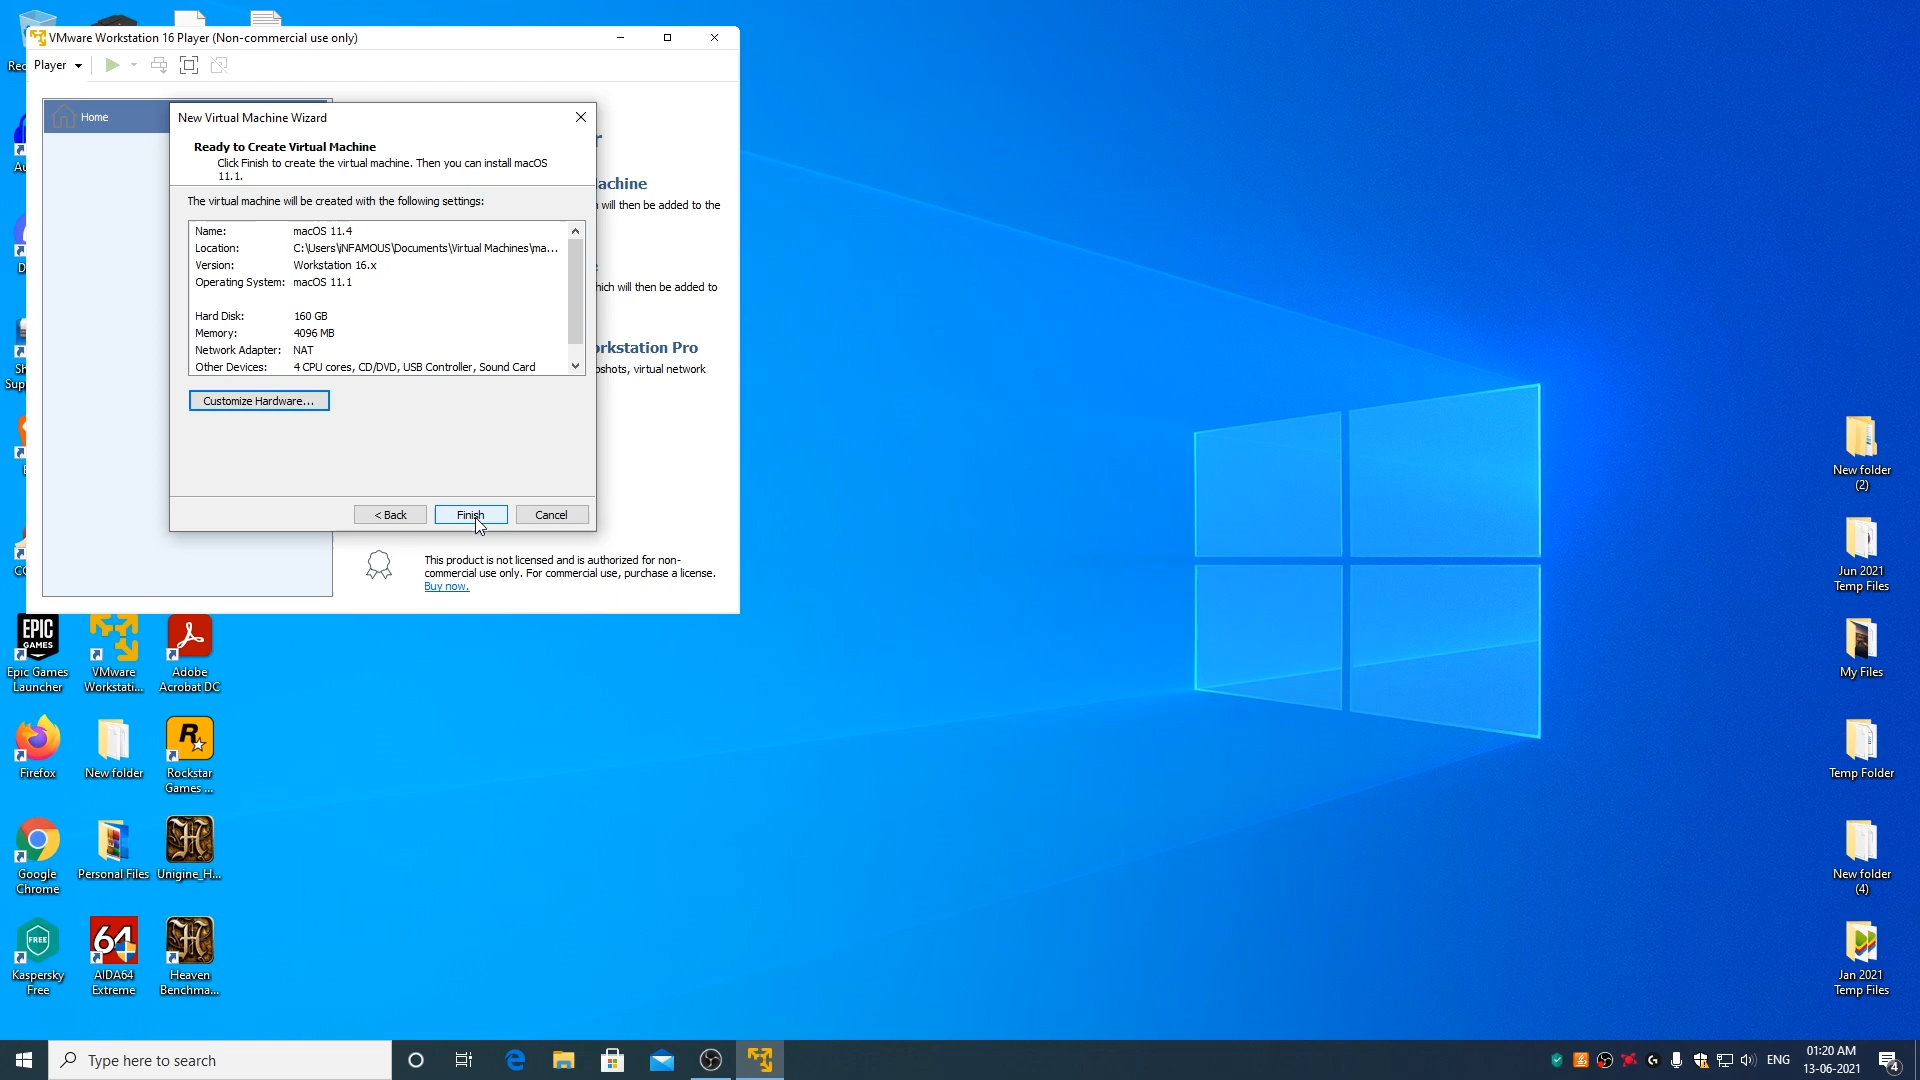 VMware Workstation 16 Player (Non-commercial use only)
Player
Home
New Virtual Machine Wizard
Ready to Create Virtual Machine
Click Finish to create the virtual machine. Then you can install macOS
11.1.
The virtual machine will be created with the following settings:
Name: macOS 11.4
Location: C:\Users\INFAMOUS\Documents\Virtual Machines\ma...
Version: Workstation 16.x
Operating System: macOS 11.1
Hard Disk: 160 GB
Memory: 4096 MB
Network Adapter: NAT
Other Devices: 4 CPU cores, CD/DVD, USB Controller, Sound Card
Customize Hardware...
< Back
Finish
Cancel
will then be added to the
which will then be added to
orkstation Pro
virtual network
This product is not licensed and is authorized for non-
commercial use only. For commercial use, purchase a license.
Buy now.
EPIC
GAMES
Epic Games
Launcher
VMware
Workstati...
Adobe
Acrobat DC
Firefox
New folder
Rockstar
Games ...
Google
Chrome
Personal Files
Unigine_H...
FREE
Kaspersky
Free
64
AIDA64
Extreme
Heaven
Benchma...
New folder
(2)
Jun 2021
Temp Files
My Files
Temp Folder
New folder
(4)
Jan 2021
Temp Files
Type here to search
ENG
01:20 AM
13-06-2021
4